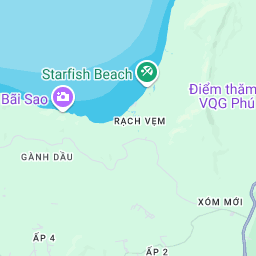 Starfish Beach
Điểm thăm
VQG Phú
Bãi Sao
RẠCH VẸM
GÀNH DẦU
XÓM MỚI
ẤP 4
ẤP 2